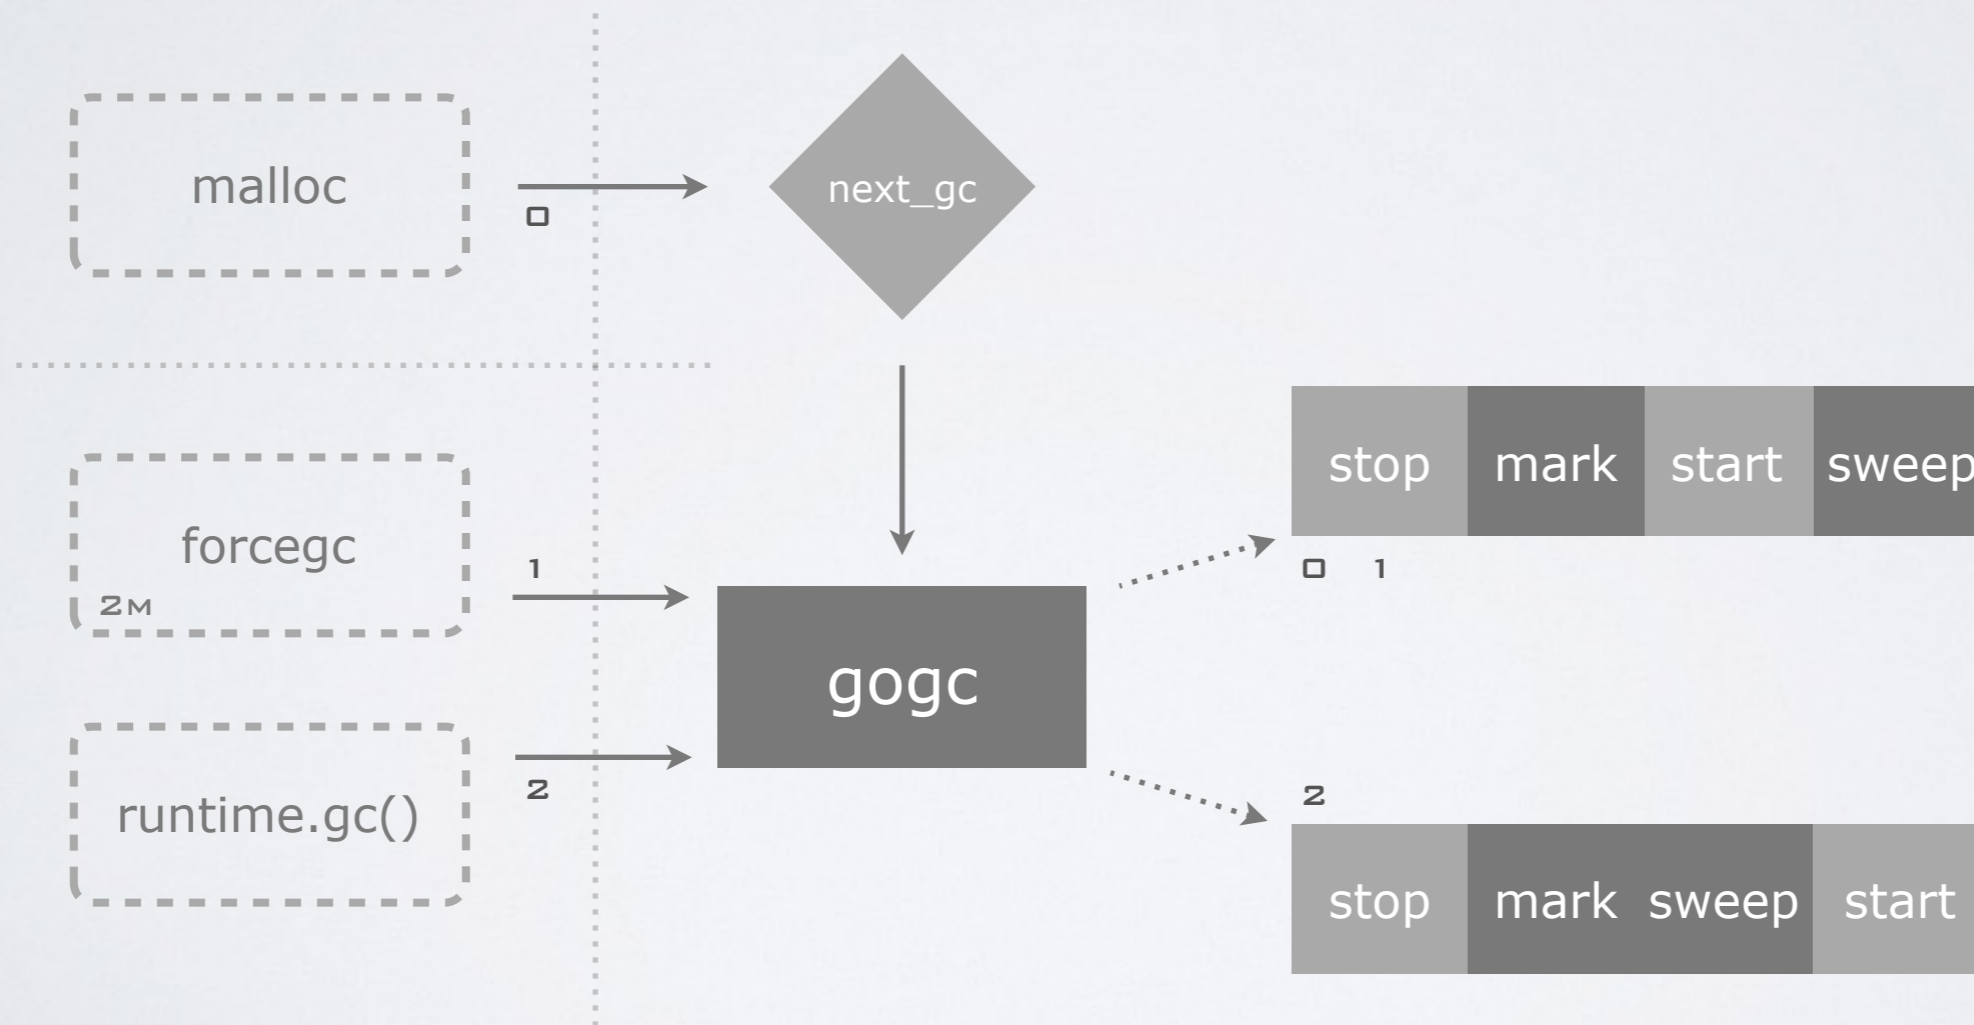 malloc
0
next_gc
forcegc
2M
1
gogc
runtime.gc()
2
stop mark start sweep
0 1
2
stop mark sweep start